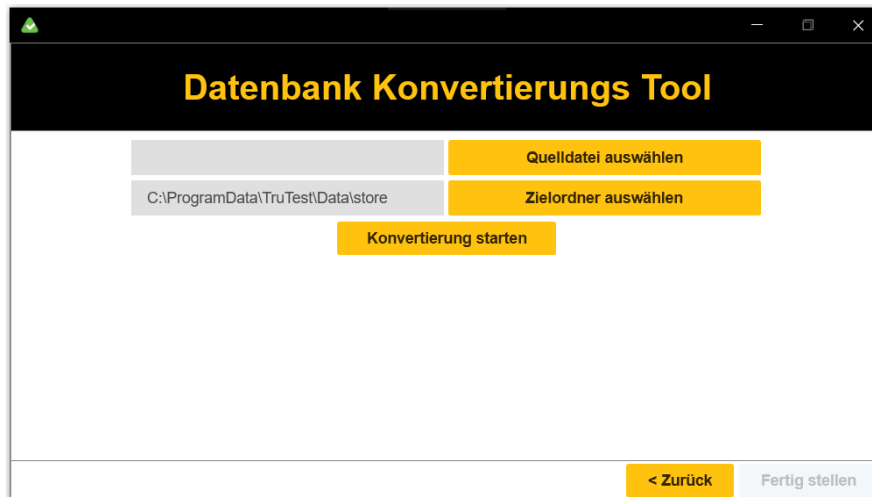 Datenbank Konvertierungs Tool
Quelldatei auswählen
C:\ProgramData\TruTest\Data\store Zielordner auswählen
Konvertierung starten
< Zurück Fertig stellen